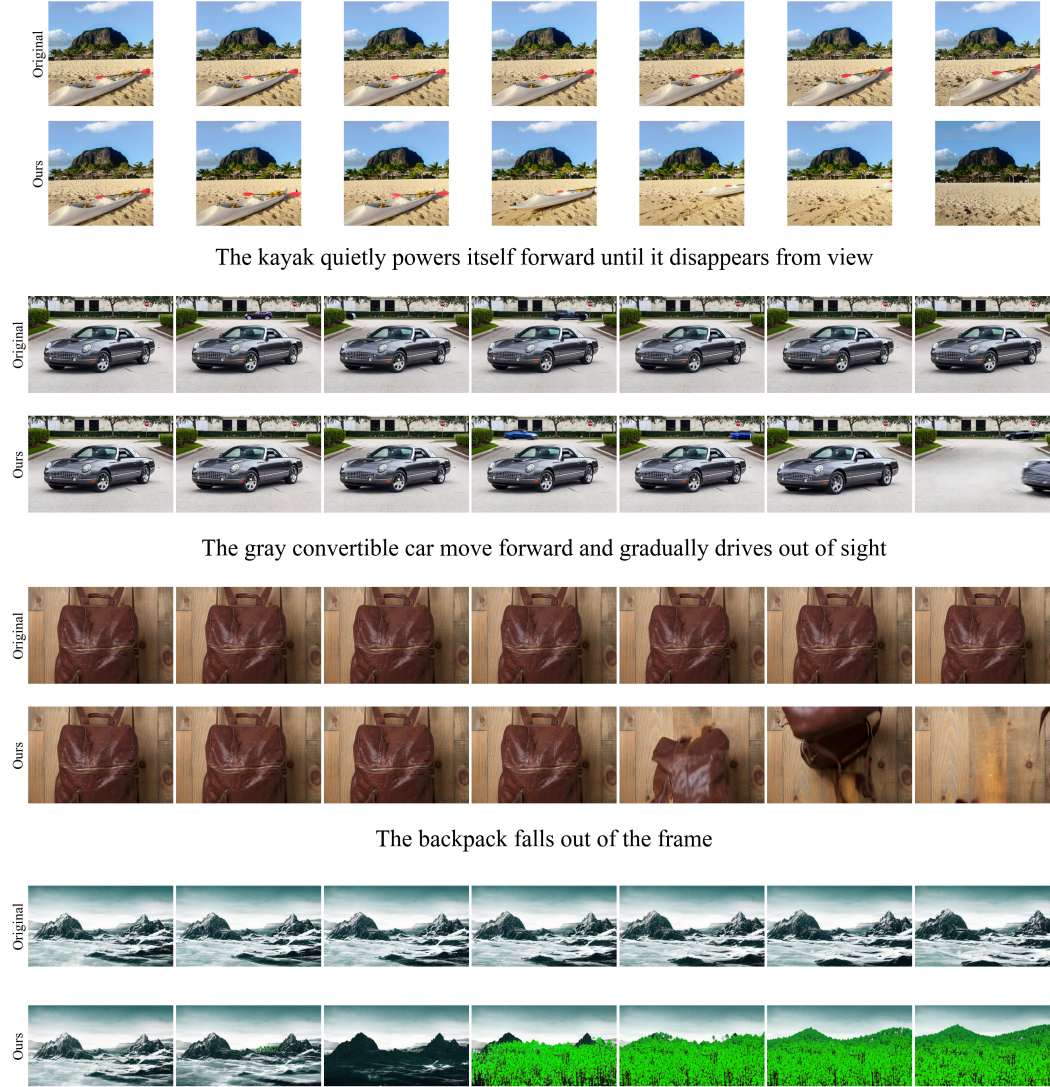 Original
Ours
The kayak quietly powers itself forward until it disappears from view
Original
Ours
The gray convertible car move forward and gradually drives out of sight
Original
Ours
The backpack falls out of the frame
Original
Ours